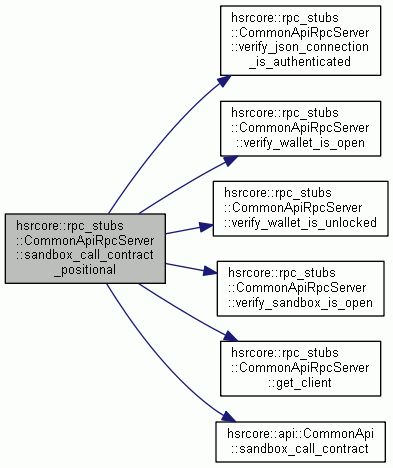 hsrcore::rpc_stubs
::CommonApiRpcServer
::verify_json_connection
_is_authenticated
hsrcore::rpc_stubs
::CommonApiRpcServer
::verify_wallet_is_open
hsrcore::rpc_stubs
::CommonApiRpcServer
::verify_wallet_is_unlocked
hsrcore::rpc_stubs
::CommonApiRpcServer
::sandbox_call_contract
_positional
hsrcore::rpc_stubs
::CommonApiRpcServer
::verify_sandbox_is_open
hsrcore::rpc_stubs
::CommonApiRpcServer
::get_client
hsrcore::api::CommonApi
::sandbox_call_contract